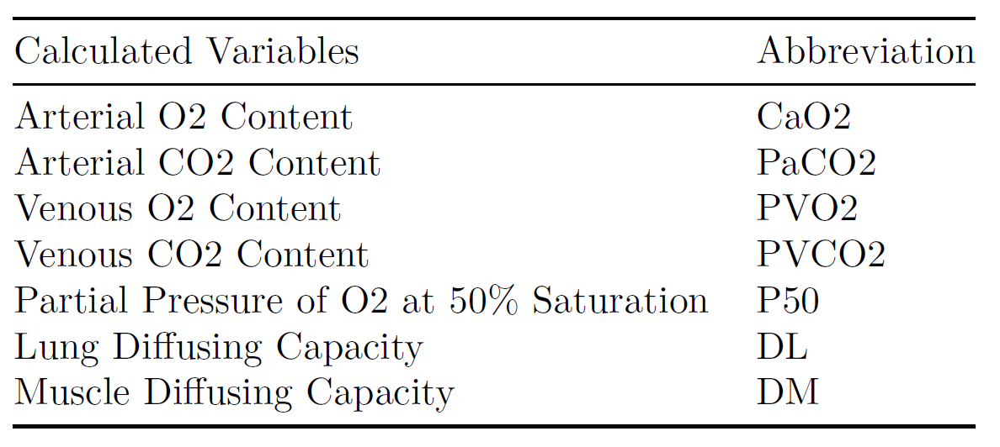 Calculated Variables Abbreviation
Arterial O2 Content CaO2
Arterial CO2 Content PaCO2
Venous O2 Content PVO2
Venous CO2 Content PVCO2
Partial Pressure of O2 at 50% Saturation P50
Lung Diffusing Capacity DL
Muscle Diffusing Capacity DM